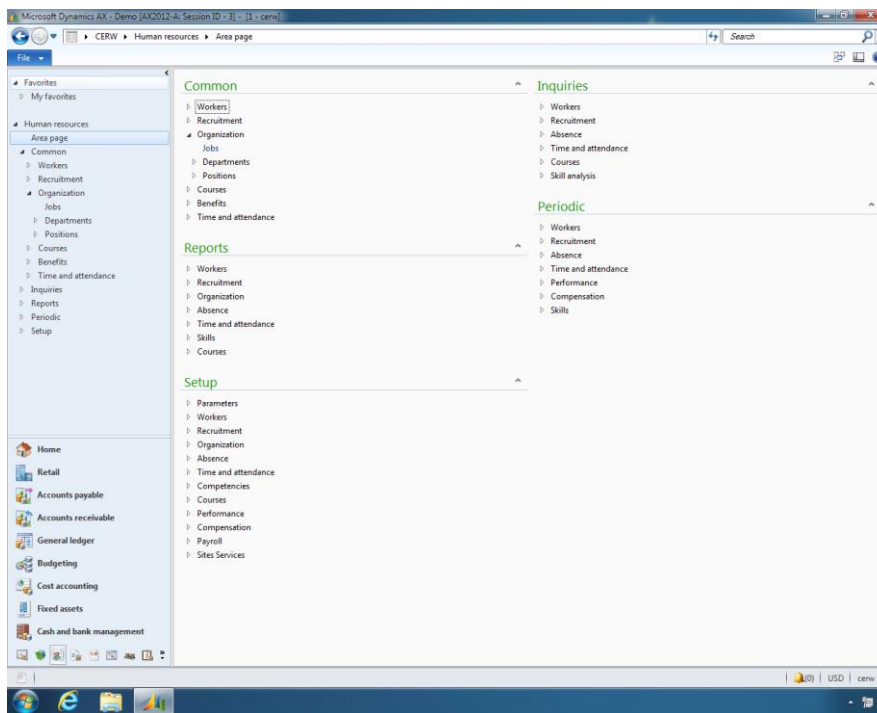 Microsoft Dynamics AX - Demo [AX2012-A: Session ID - 3] - [1 - cerw]
CERW Human resources Area page
Search
File
Favorites
My favorites
Human resources
Area page
Common
Workers
Recruitment
Organization
Jobs
Departments
Positions
Courses
Benefits
Time and attendance
Inquiries
Reports
Periodic
Setup
Home
Retail
Accounts payable
Accounts receivable
General ledger
Budgeting
Cost accounting
Fixed assets
Cash and bank management
Common
Workers
Recruitment
Organization
Jobs
Departments
Positions
Courses
Benefits
Time and attendance
Reports
Workers
Recruitment
Organization
Absence
Time and attendance
Skills
Courses
Setup
Parameters
Workers
Recruitment
Organization
Absence
Time and attendance
Competencies
Courses
Performance
Compensation
Payroll
Sites Services
Inquiries
Workers
Recruitment
Absence
Time and attendance
Courses
Skill analysis
Periodic
Workers
Recruitment
Absence
Time and attendance
Performance
Compensation
Skills
(0) USD cerw